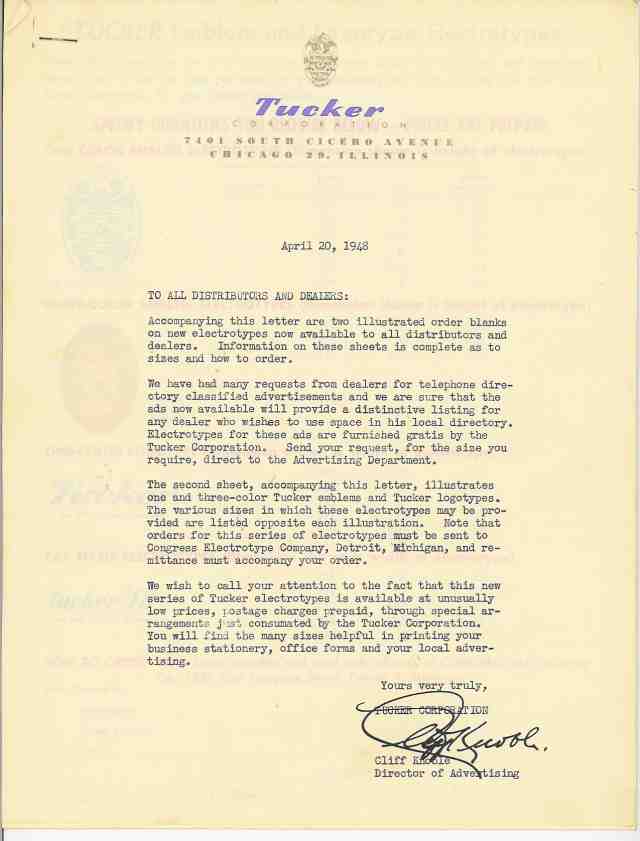 Tucker
CORPORATION
7401 SOUTH CICERO AVENUE
CHICAGO 29, ILLINOIS
April 20, 1948
TO ALL DISTRIBUTORS AND DEALERS:
Accompanying this letter are two illustrated order blanks
on new electrotypes now available to all distributors and
dealers. Information on these sheets is complete as to
sizes and how to order.
We have had many requests from dealers for telephone dire-
ctory classified advertisements and we are sure that the
ads now available will provide a distinctive listing for
any dealer who wishes to use space in his local directory.
Electrotypes for these ads are furnished gratis by the
Tucker Corporation. Send your request, for the size you
require, direct to the Advertising Department.
The second sheet, accompanying this letter, illustrates
one and three-color Tucker emblems and Tucker logotypes.
The various sizes in which these electrotypes may be pro-
vided are listed opposite each illustration. Note that
orders for this series of electrotypes must be sent to
Congress Electrotype Company, Detroit, Michigan, and re-
mittance must accompany your order.
We wish to call your attention to the fact that this new
series of Tucker electrotypes is available at unusually
low prices, postage charges prepaid, through special ar-
rangements just consumated by the Tucker Corporation.
You will find the many sizes helpful in printing your
business stationery, office forms and your local adver-
tising.
Yours very truly,
TUCKER CORPORATION
Cliff Knoble.
Cliff Knoble
Director of Advertising